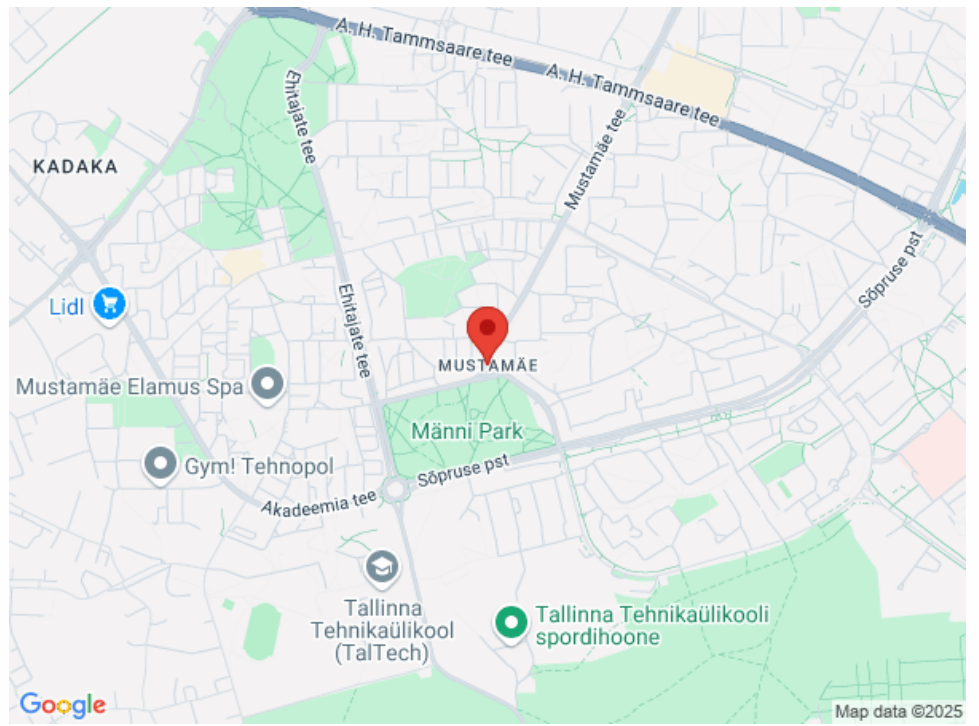 A. H. Tammsaare tee
A. H. Tammsaare tee
Ehitajate tee
Mustamäe tee
KADAKA
Sõpruse pst
Lidl
Ehitajate tee
MUSTAMÄE
Mustamäe Elamus Spa
Männi Park
Gym! Tehnopol
Sõpruse pst
Akadeemia tee
Tallinna
Tehnikaülikool
(TalTech)
Tallinna Tehnikaülikooli
spordihoone
Google
Map data ©2025